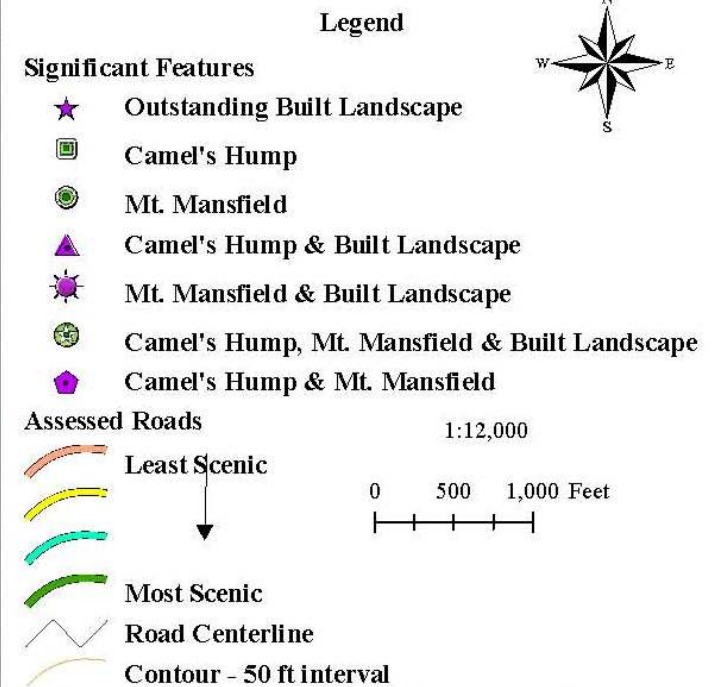 Legend
N
W E
S
Significant Features
Outstanding Built Landscape
Camel's Hump
Mt. Mansfield
Camel's Hump & Built Landscape
Mt. Mansfield & Built Landscape
Camel's Hump, Mt. Mansfield & Built Landscape
Camel's Hump & Mt. Mansfield
Assessed Roads
Least Scenic
Most Scenic
Road Centerline
Contour - 50 ft interval
1:12,000
0 500 1,000 Feet